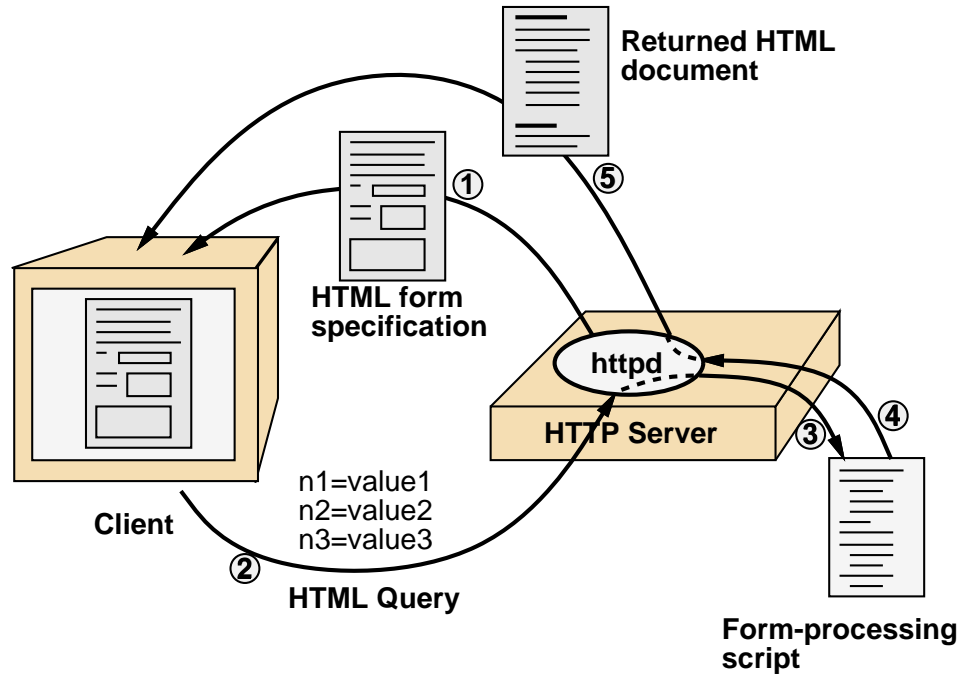 Returned HTML
document
1
5
HTML form
specification
httpd
HTTP Server
4
3
n1=value1
n2=value2
n3=value3
Client
2
HTML Query
Form-processing
script